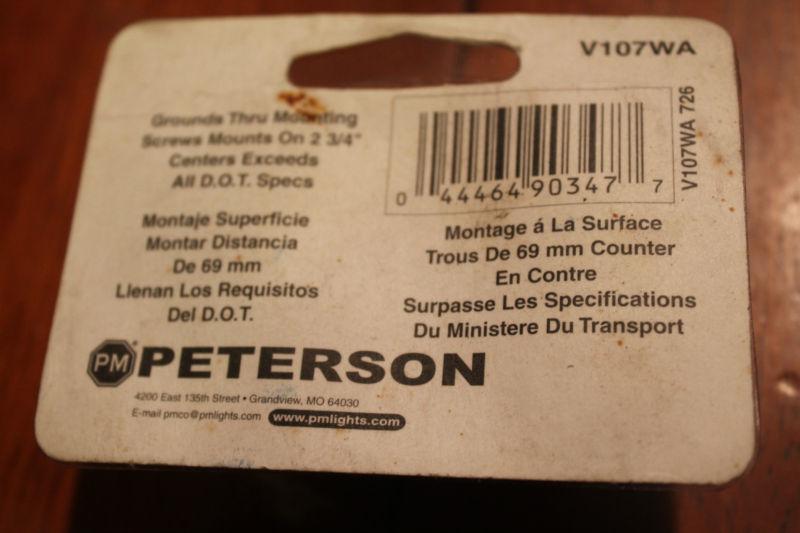 V107WA
Grounds Thru Mounting
Screws Mounts On 2 3/4"
Centers Exceeds
All D.O.T. Specs
0 44464 90347 7
V107WA 726
Montaje Superficie
Montar Distancia
De 69 mm
Llenan Los Requisitos
Del D.O.T.
Montage á La Surface
Trous De 69 mm Counter
En Contre
Surpasse Les Specifications
Du Ministere Du Transport
PM PETERSON
4200 East 135th Street • Grandview, MO 64030
E-mail pmco@pmlights.com www.pmlights.com